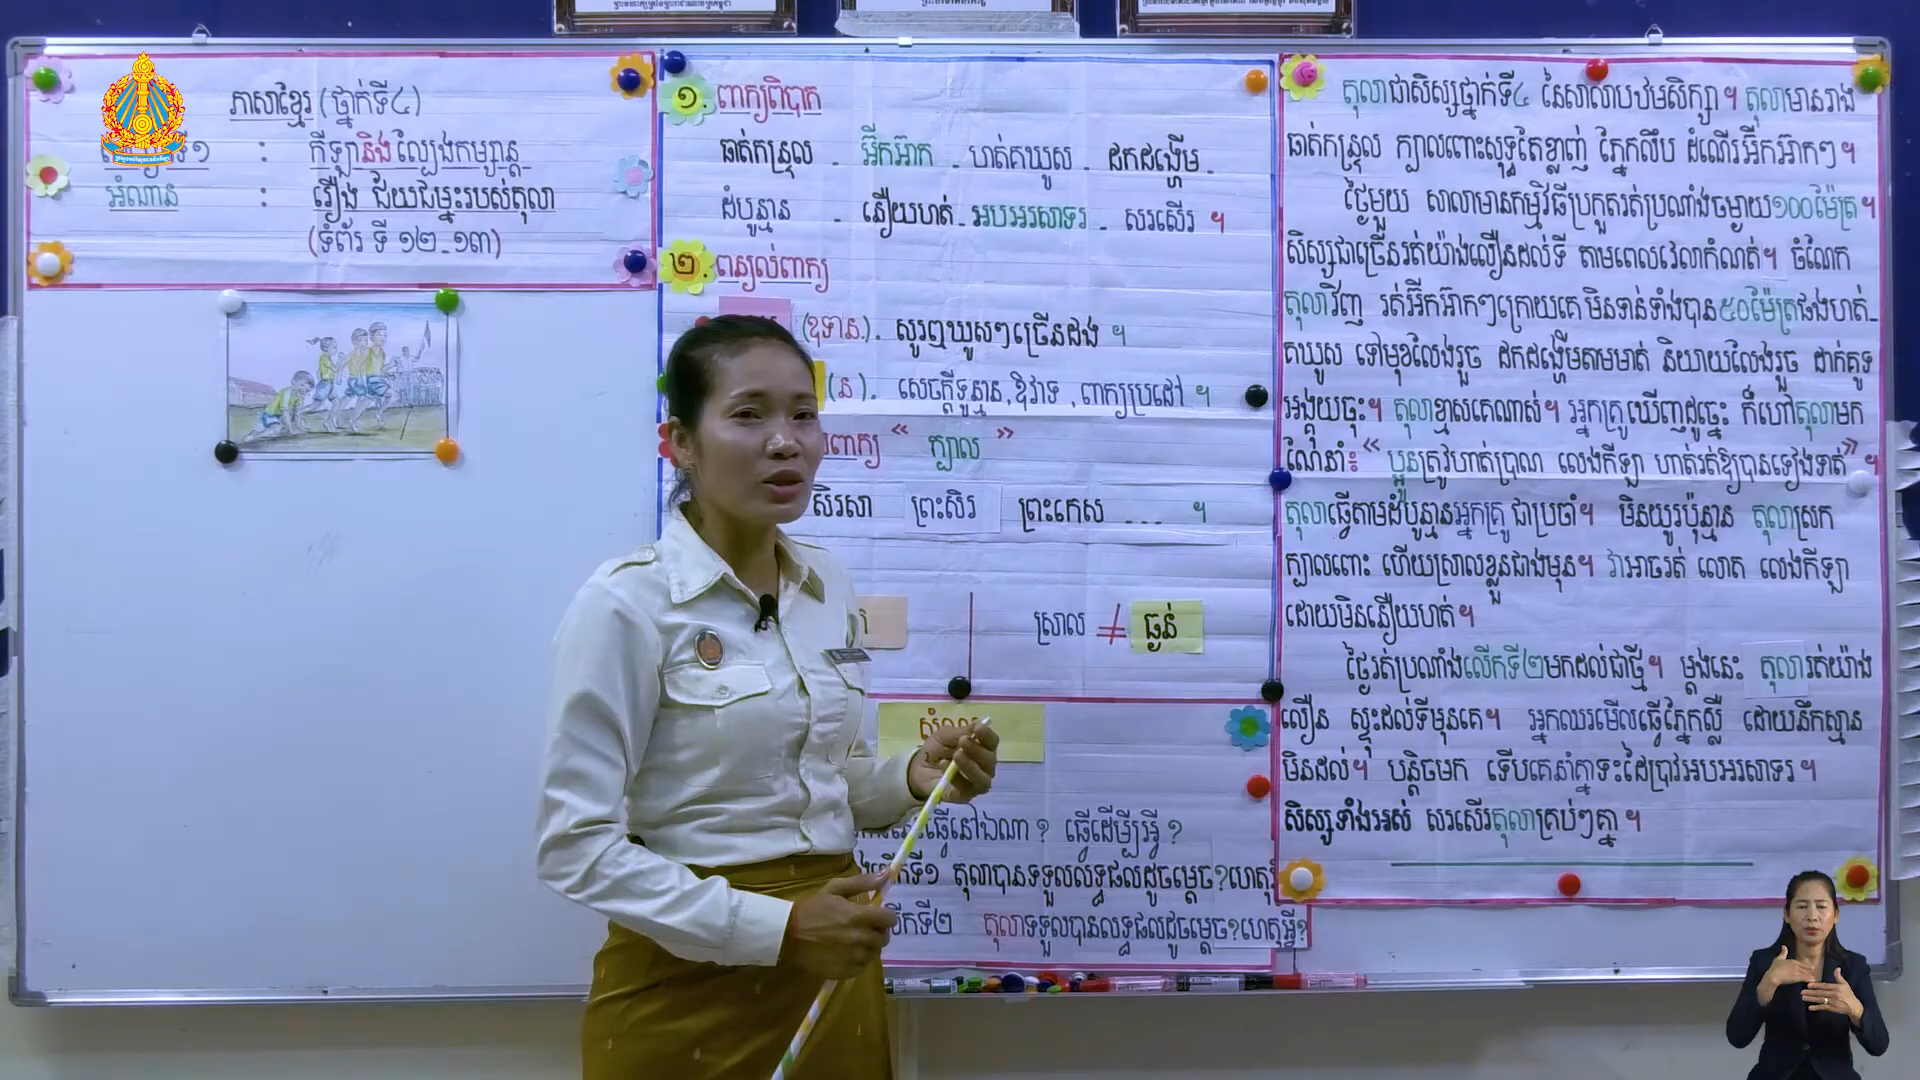 ភាសាខ្មែរ (ថ្នាក់ទី៤)
ទី១ : កីឡានិងល្បែងកម្សាន្ត
អំណាន : រឿង ជ័យជម្នះរបស់តុលា
(ទំព័រ ទី ១២_១៣)
១. ពាក្យពិបាក
ធាត់កន្ទ្រុល - អ៊ីកអ៊ាក - ហត់គឃូស - ដកដង្ហើម -
ដំបូន្មាន - នឿយហត់ - អបអរសាទរ - សរសើរ ។
២. ពន្យល់ពាក្យ
(ឧទាន.). សូរឮឃូសៗច្រើនដង ។
(ន). សេចក្ដីទូន្មាន, ឱវាទ, ពាក្យប្រដៅ ។
ពាក្យ " ក្បាល "
សិរសា ព្រះសិរ ព្រះកេស ... ។
ស្រាល ≠ ធ្ងន់
ធ្វើនៅឯណា? ធ្វើដើម្បីអ្វី?
លើកទី១ តុលាបានទទួលលទ្ធផលដូចម្ដេច?ហេតុ
លើកទី២ តុលាទទួលបានលទ្ធផលដូចម្ដេច?ហេតុអ្វី?
តុលាជាសិស្សថ្នាក់ទី៤ នៃសាលាបឋមសិក្សា។ តុលាមានរាង
ធាត់កន្ទ្រុល ក្បាលពោះសុទ្ធតែខ្លាញ់ ភ្នែកលឹប ដំណើរអ៊ីកអ៊ាកៗ។
ថ្ងៃមួយ សាលាមានកម្មវិធីប្រកួតរត់ប្រណាំងចម្ងាយ១០០ម៉ែត្រ។
សិស្សជាច្រើនរត់យ៉ាងលឿនដល់ទី តាមពេលវេលាកំណត់។ ចំណែក
តុលាវិញ រត់អ៊ីកអ៊ាកៗក្រោយគេ មិនទាន់ទាំងបាន៥០ម៉ែត្រផងហត់-
គឃូស ទៅមុខលែងរួច ដកដង្ហើមតាមមាត់ និយាយលែងរួច ដាក់គូទ
អង្គុយចុះ។ តុលាខ្មាសគេណាស់។ អ្នកគ្រូឃើញដូច្នេះ ក៏ហៅតុលាមក
ណែនាំ៖ " ប្អូនត្រូវហាត់ប្រាណ លេងកីឡា ហាត់រត់ឱ្យបានទៀងទាត់ " ។
តុលាធ្វើតាមដំបូន្មានអ្នកគ្រូ ជាប្រចាំ។ មិនយូរប៉ុន្មាន តុលាស្រក
ក្បាលពោះ ហើយស្រាលខ្លួនជាងមុន។ វាអាចរត់ លោត លេងកីឡា
ដោយមិននឿយហត់។
ថ្ងៃរត់ប្រណាំងលើកទី២មកដល់ជាថ្មី។ ម្ដងនេះ តុលារត់យ៉ាង
លឿន ស្ទុះដល់ទីមុនគេ។ អ្នកឈរមើលធ្វើភ្នែកស្លឺ ដោយនឹកស្មាន
មិនដល់។ បន្តិចមក ទើបគេនាំគ្នាទះដៃប្រាវអបអរសាទរ។
សិស្សទាំងអស់ សរសើរតុលាគ្រប់ៗគ្នា។